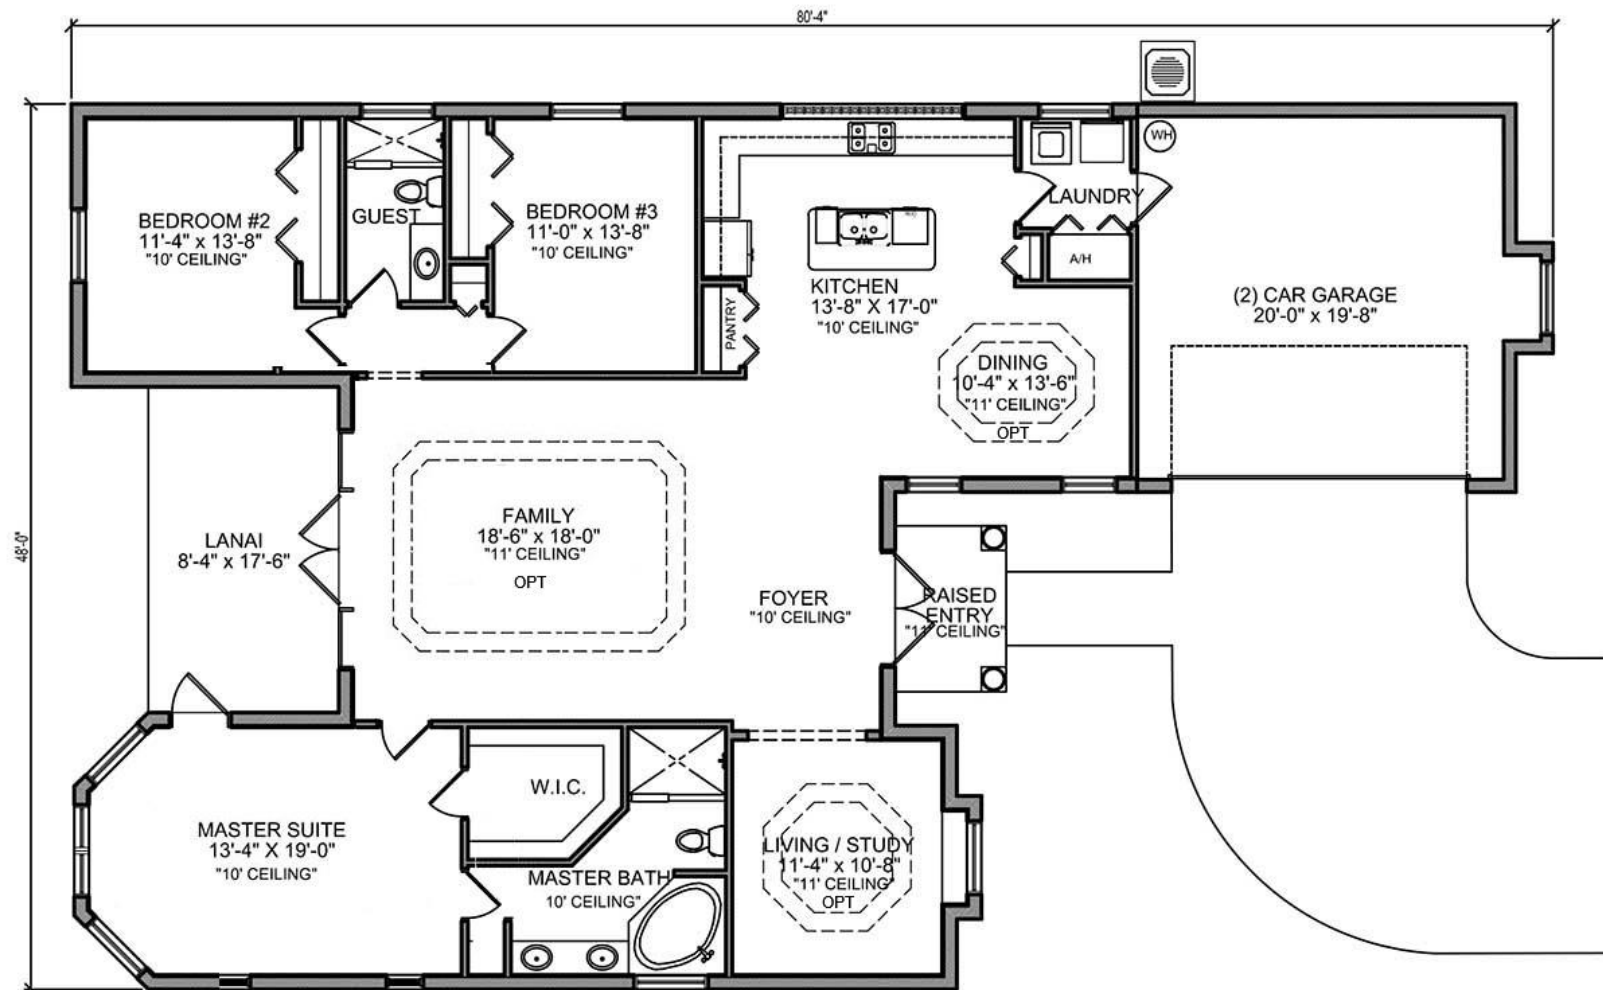 80'-4"
48'-0"
BEDROOM #2
11'-4" x 13'-8"
"10' CEILING"
GUEST
BEDROOM #3
11'-0" x 13'-8"
"10' CEILING"
PANTRY
KITCHEN
13'-8" X 17'-0"
"10' CEILING"
LAUNDRY
A/H
WH
(2) CAR GARAGE
20'-0" x 19'-8"
DINING
10'-4" x 13'-6"
"11' CEILING"
OPT
LANAI
8'-4" x 17'-6"
FAMILY
18'-6" x 18'-0"
"11' CEILING"
OPT
FOYER
"10' CEILING"
RAISED
ENTRY
"11' CEILING"
MASTER SUITE
13'-4" X 19'-0"
"10' CEILING"
W.I.C.
MASTER BATH
10' CEILING"
LIVING / STUDY
11'-4" x 10'-8"
"11' CEILING"
OPT